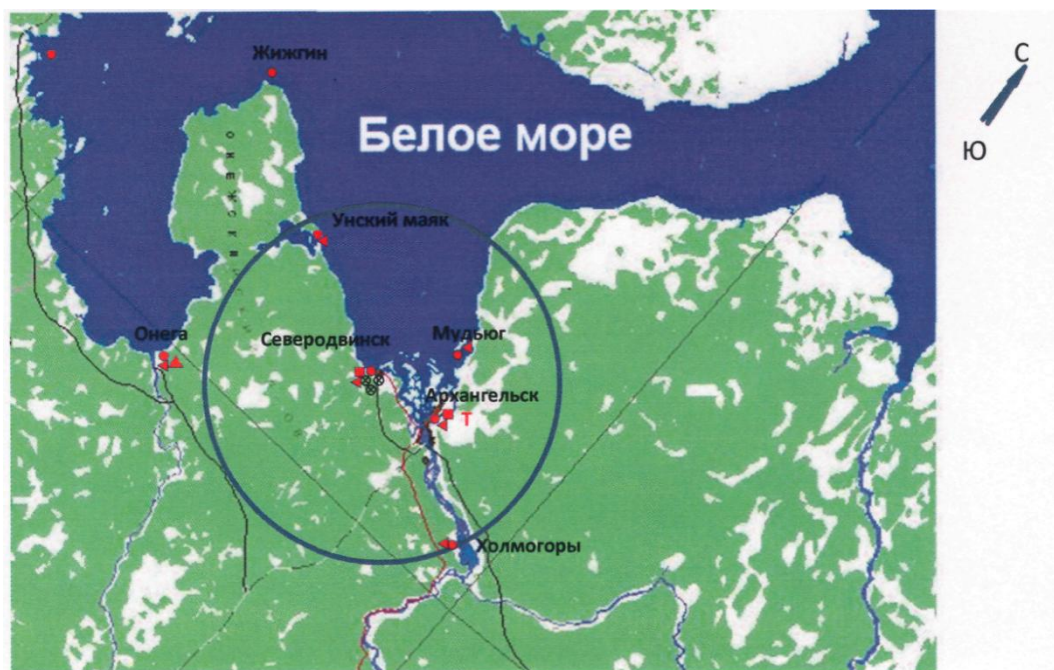 Жижгин
С
Белое море
Ю
Унский маяк
Онега
Северодвинск
Мудьюг
Архангельск
Т
Холмогоры